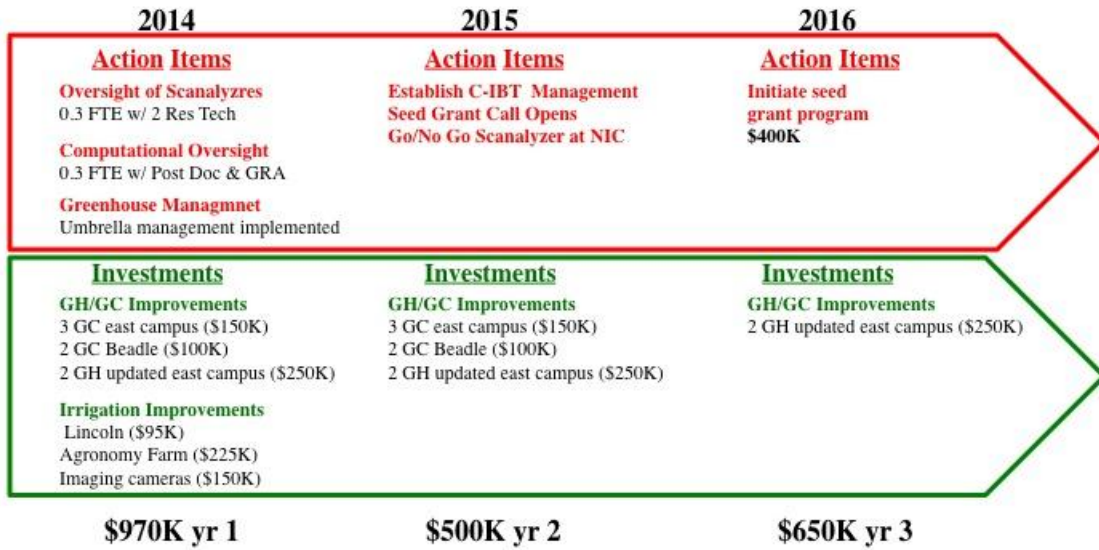 2014
2015
2016
Action Items
Oversight of Scanalyzres
0.3 FTE w/ 2 Res Tech
Computational Oversight
0.3 FTE w/ Post Doc & GRA
Greenhouse Managmnet
Umbrella management implemented
Action Items
Establish C-IBT Management
Seed Grant Call Opens
Go/No Go Scanalyzer at NIC
Action Items
Initiate seed
grant program
$400K
Investments
GH/GC Improvements
3 GC east campus ($150K)
2 GC Beadle ($100K)
2 GH updated east campus ($250K)
Irrigation Improvements
Lincoln ($95K)
Agronomy Farm ($225K)
Imaging cameras ($150K)
Investments
GH/GC Improvements
3 GC east campus ($150K)
2 GC Beadle ($100K)
2 GH updated east campus ($250K)
Investments
GH/GC Improvements
2 GH updated east campus ($250K)
$970K yr 1
$500K yr 2
$650K yr 3